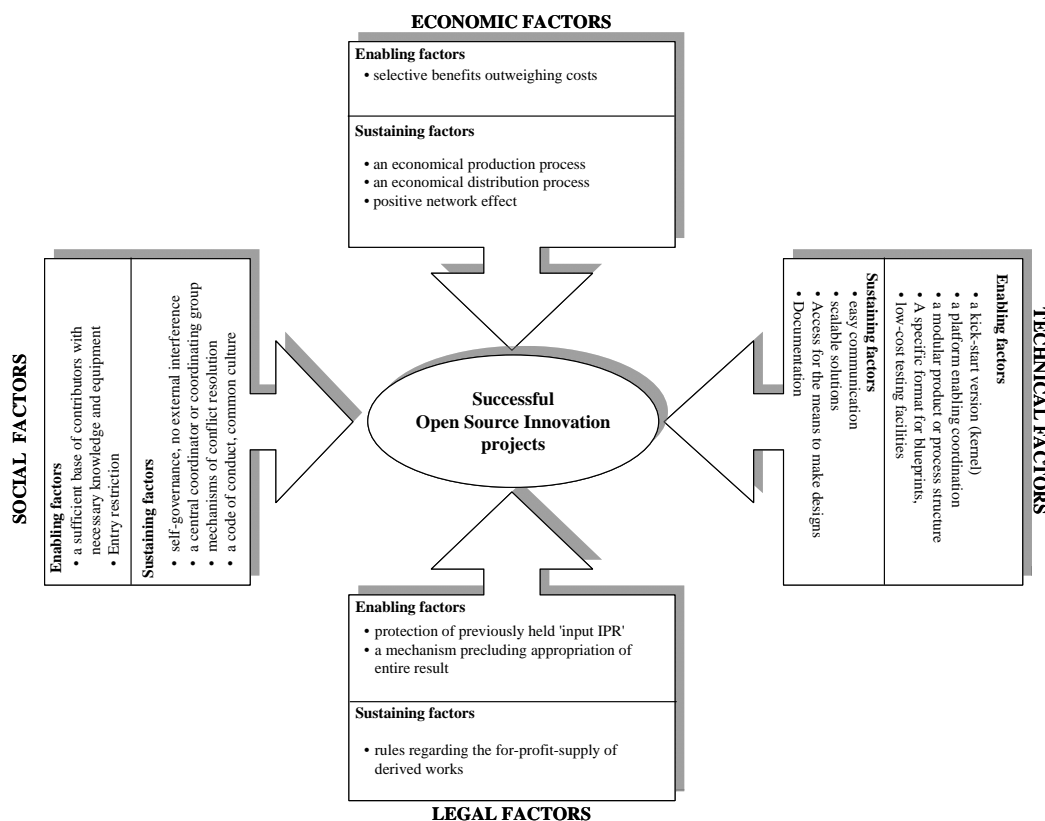 ECONOMIC FACTORS
Enabling factors
• selective benefits outweighing costs
Sustaining factors
• an economical production process
• an economical distribution process
• positive network effect
SOCIAL FACTORS
Enabling factors
• a sufficient base of contributors with
necessary knowledge and equipment
• Entry restriction
Sustaining factors
• self-governance, no external interference
• a central coordinator or coordinating group
• mechanisms of conflict resolution
• a code of conduct, common culture
Successful
Open Source Innovation
projects
TECHNICAL FACTORS
Enabling factors
• a kick-start version (kernel)
• a platform enabling coordination
• a modular product or process structure
• A specific format for blueprints,
• low-cost testing facilities
Sustaining factors
• easy communication
• scalable solutions
• Access for the means to make designs
• Documentation
Enabling factors
• protection of previously held 'input IPR'
• a mechanism precluding appropriation of
entire result
Sustaining factors
• rules regarding the for-profit-supply of
derived works
LEGAL FACTORS